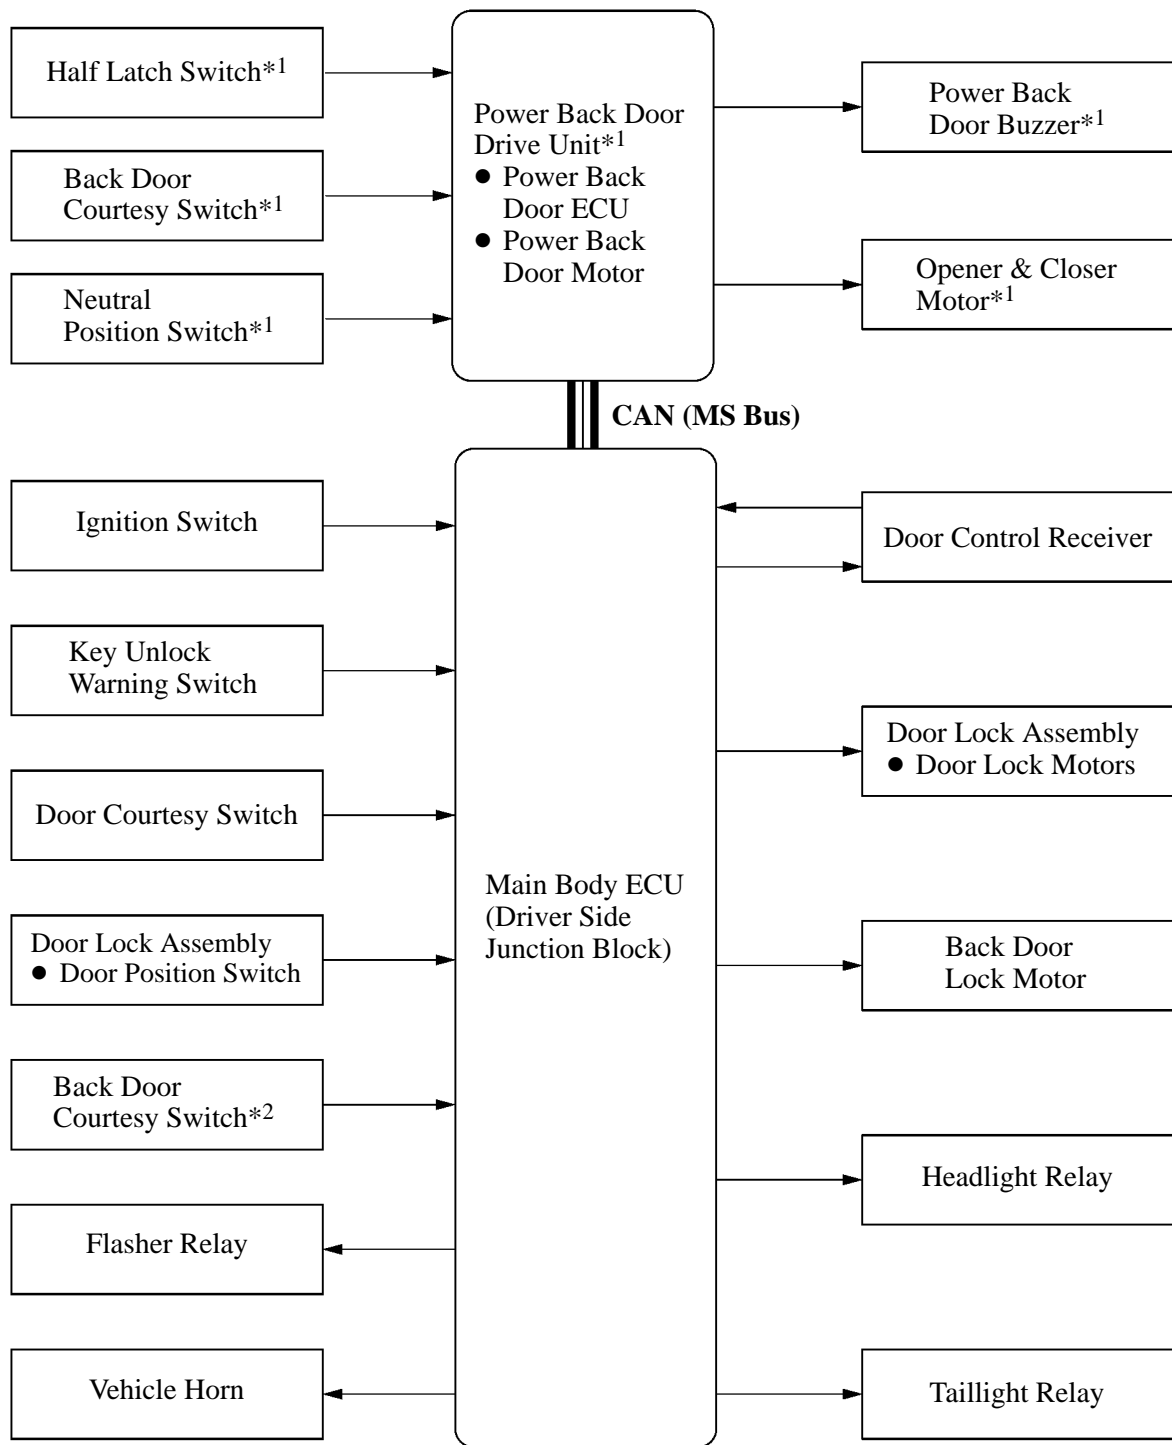 Half Latch Switch*1
Back Door
Courtesy Switch*1
Neutral
Position Switch*1
Power Back Door
Drive Unit*1
● Power Back
Door ECU
● Power Back
Door Motor
Power Back
Door Buzzer*1
Opener & Closer
Motor*1
CAN (MS Bus)
Ignition Switch
Key Unlock
Warning Switch
Door Courtesy Switch
Door Lock Assembly
● Door Position Switch
Back Door
Courtesy Switch*2
Flasher Relay
Vehicle Horn
Main Body ECU
(Driver Side
Junction Block)
Door Control Receiver
Door Lock Assembly
● Door Lock Motors
Back Door
Lock Motor
Headlight Relay
Taillight Relay